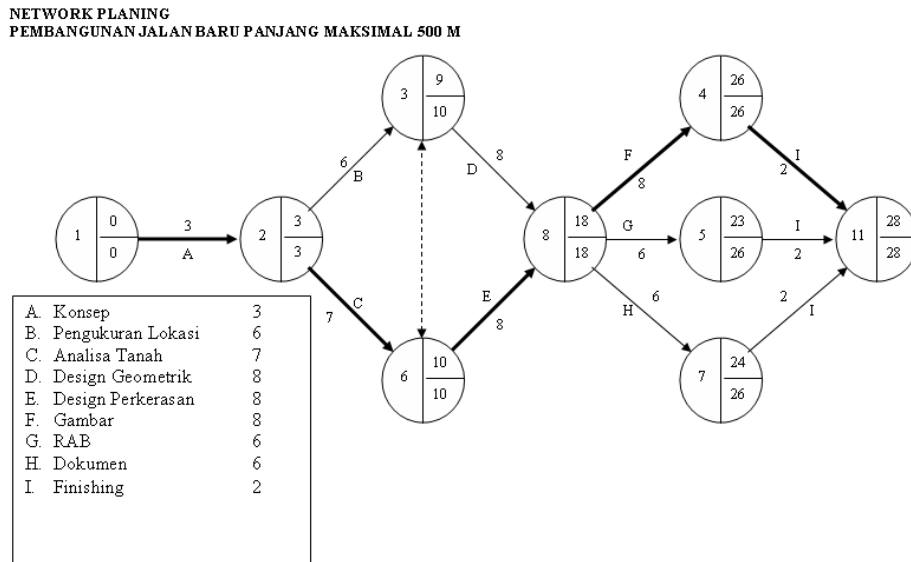 NETWORK PLANING
PEMBANGUNAN JALAN BARU PANJANG MAKSIMAL 500 M
3
9
10
4
26
26
6
B
8
D
F
8
I
2
1
0
0
3
A
2
3
3
8
18
18
G
6
5
23
26
I
2
11
28
28
C
7
E
8
6
H
2
I
6
10
10
7
24
26
A. Konsep 3
B. Pengukuran Lokasi 6
C. Analisa Tanah 7
D. Design Geometrik 8
E. Design Perkerasan 8
F. Gambar 8
G. RAB 6
H. Dokumen 6
I. Finishing 2